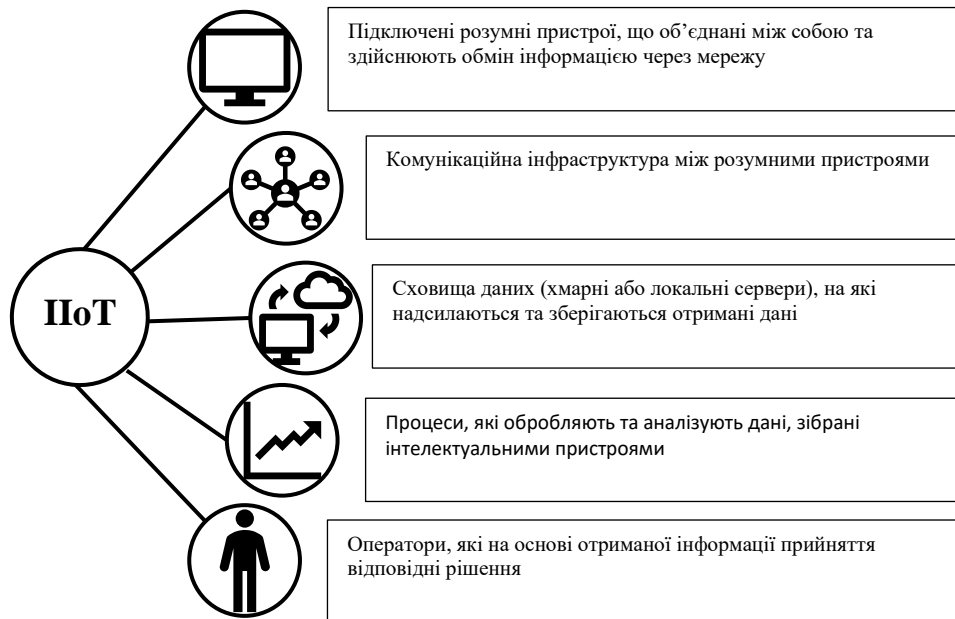 Підключені розумні пристрої, що об’єднані між собою та
здійснюють обмін інформацією через мережу
Комунікаційна інфраструктура між розумними пристроями
IIoT
Сховища даних (хмарні або локальні сервери), на які
надсилаються та зберігаються отримані дані
Процеси, які обробляють та аналізують дані, зібрані
інтелектуальними пристроями
Оператори, які на основі отриманої інформації прийняття
відповідні рішення